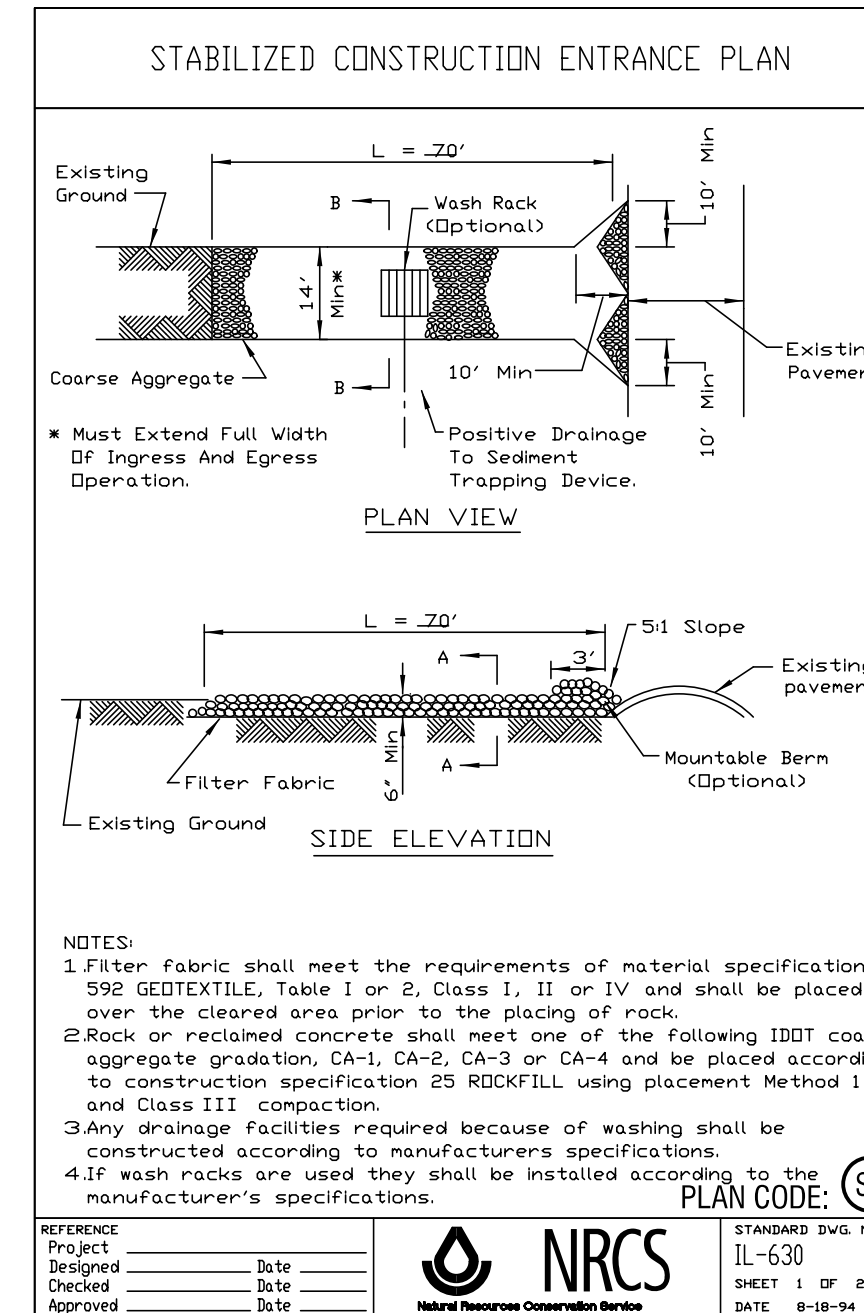 STABILIZED CONSTRUCTION ENTRANCE PLAN
L = 70'
Existing
Ground
B
Wash Rack
(Optional)
10' Min
14'
Min*
Coarse Aggregate
B
10' Min
Existin
Pavemen
10' Min
* Must Extend Full Width
Of Ingress And Egress
Operation.
Positive Drainage
To Sediment
Trapping Device.
PLAN VIEW
L = 70'
5:1 Slope
A
3'
Existing
pavemen
Filter Fabric
6" Min
A
Mountable Berm
(Optional)
Existing Ground
SIDE ELEVATION
NOTES:
1.Filter fabric shall meet the requirements of material specification
592 GEOTEXTILE, Table I or 2, Class I, II or IV and shall be placed
over the cleared area prior to the placing of rock.
2.Rock or reclaimed concrete shall meet one of the following IDOT coa
aggregate gradation, CA-1, CA-2, CA-3 or CA-4 and be placed accordi
to construction specification 25 ROCKFILL using placement Method 1
and Class III compaction.
3.Any drainage facilities required because of washing shall be
constructed according to manufacturers specifications.
4.If wash racks are used they shall be installed according to the
manufacturer's specifications.
PLAN CODE: S
REFERENCE
Project
Designed Date
Checked Date
Approved Date
NRCS
Natural Resources Conservation Service
STANDARD DWG. N
IL-630
SHEET 1 OF 2
DATE 8-18-94